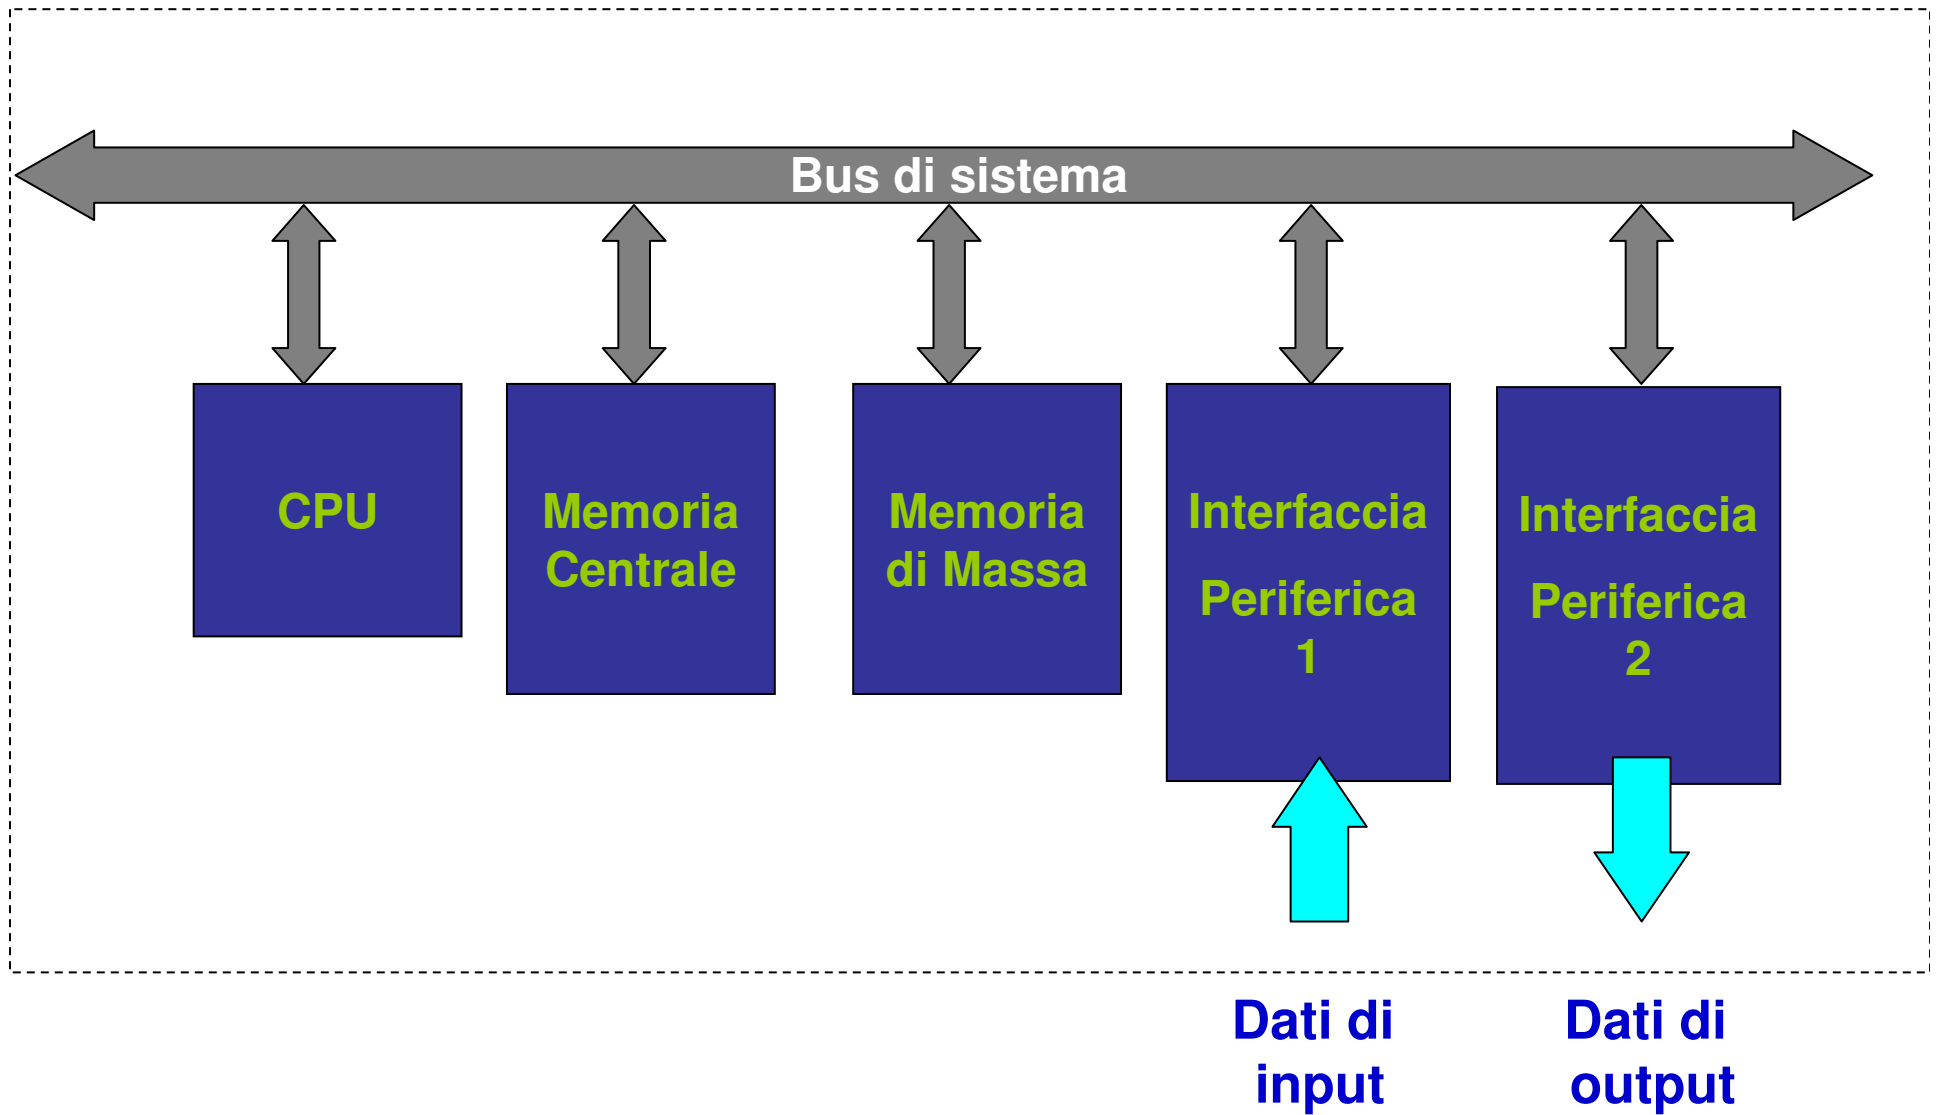 Bus di sistema
CPU
Memoria
Centrale
Memoria
di Massa
Interfaccia
Periferica
1
Interfaccia
Periferica
2
Dati di
input
Dati di
output